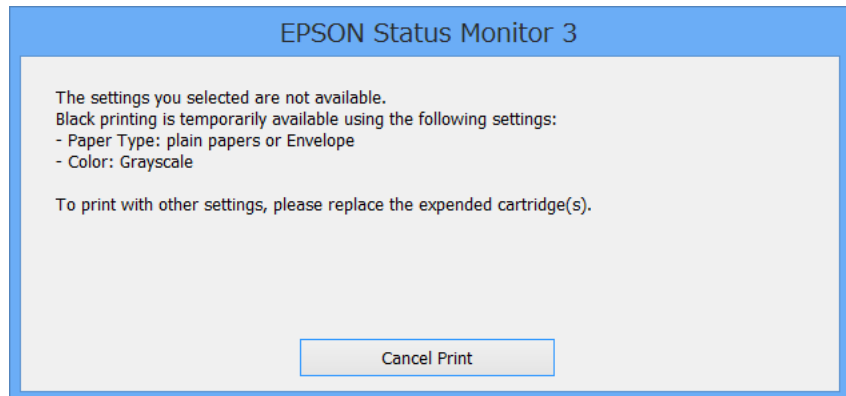 EPSON Status Monitor 3
The settings you selected are not available.
Black printing is temporarily available using the following settings:
- Paper Type: plain papers or Envelope
- Color: Grayscale
To print with other settings, please replace the expended cartridge(s).
Cancel Print